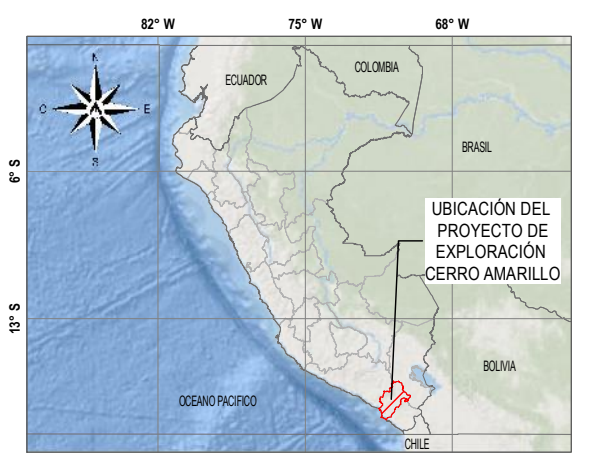 82° W 75° W 68° W
N
O E
S
ECUADOR
COLOMBIA
BRASIL
6° S
UBICACIÓN DEL
PROYECTO DE
EXPLORACIÓN
CERRO AMARILLO
13° S
BOLIVIA
OCEANO PACIFICO
CHILE